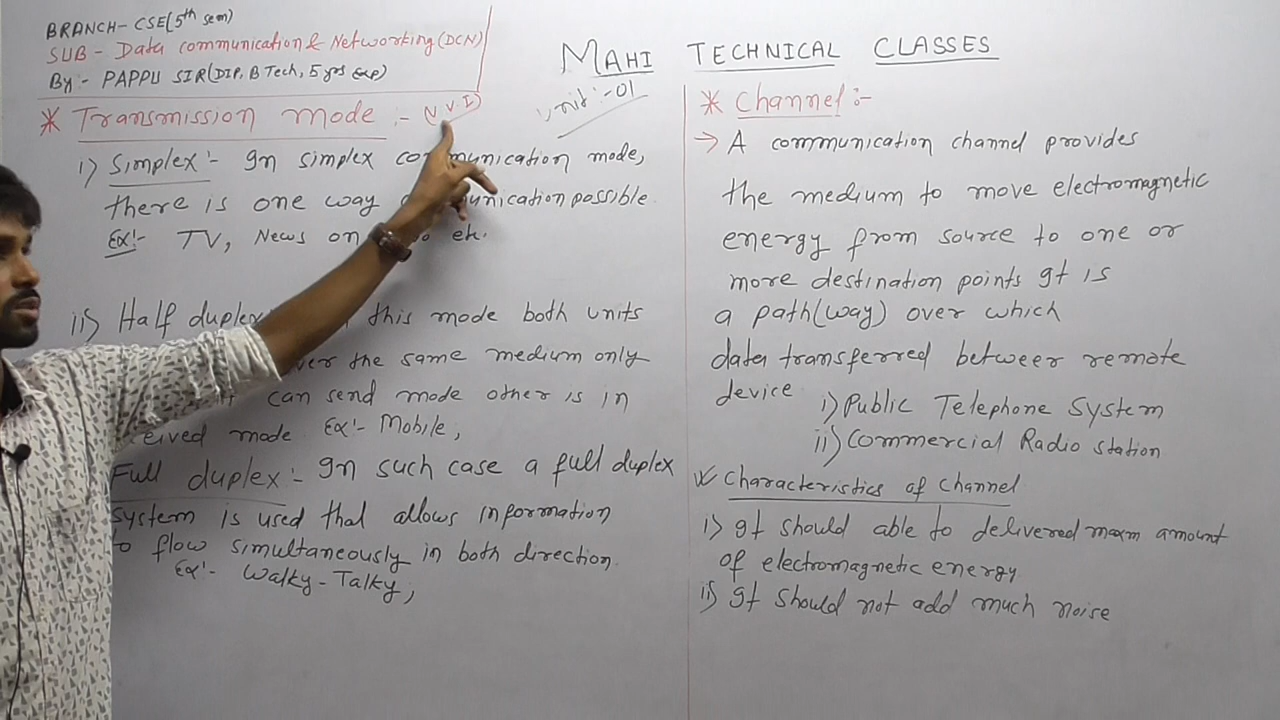 BRANCH- CSE(5th sem)
SUB - Data communication & Networking (DCN)
By:- PAPPU SIR(DIP, B Tech, 5 yrs exp)
MAHI TECHNICAL CLASSES
Unit:-01
* Transmission mode :- (V.V.I)
i) Simplex:- In simplex communication mode,
there is one way communication possible.
Ex:- TV, News on etc.
ii) Half duplex this mode both units
over the same medium only
can send mode other is in
received mode Ex:- Mobile,
Full duplex:- In such case a full duplex
system is used that allows information
to flow simultaneously in both direction.
Ex:- Walky-Talky,
* Channel:-
→ A communication channel provides
the medium to move electromagnetic
energy from source to one or
more destination points It is
a path(way) over which
data transferred betweer remote
device
i) Public Telephone System
ii) Commercial Radio station
* Characteristics of channel
i) It should able to delivered maxm amount
of electromagnetic energy.
ii) It should not add much noise